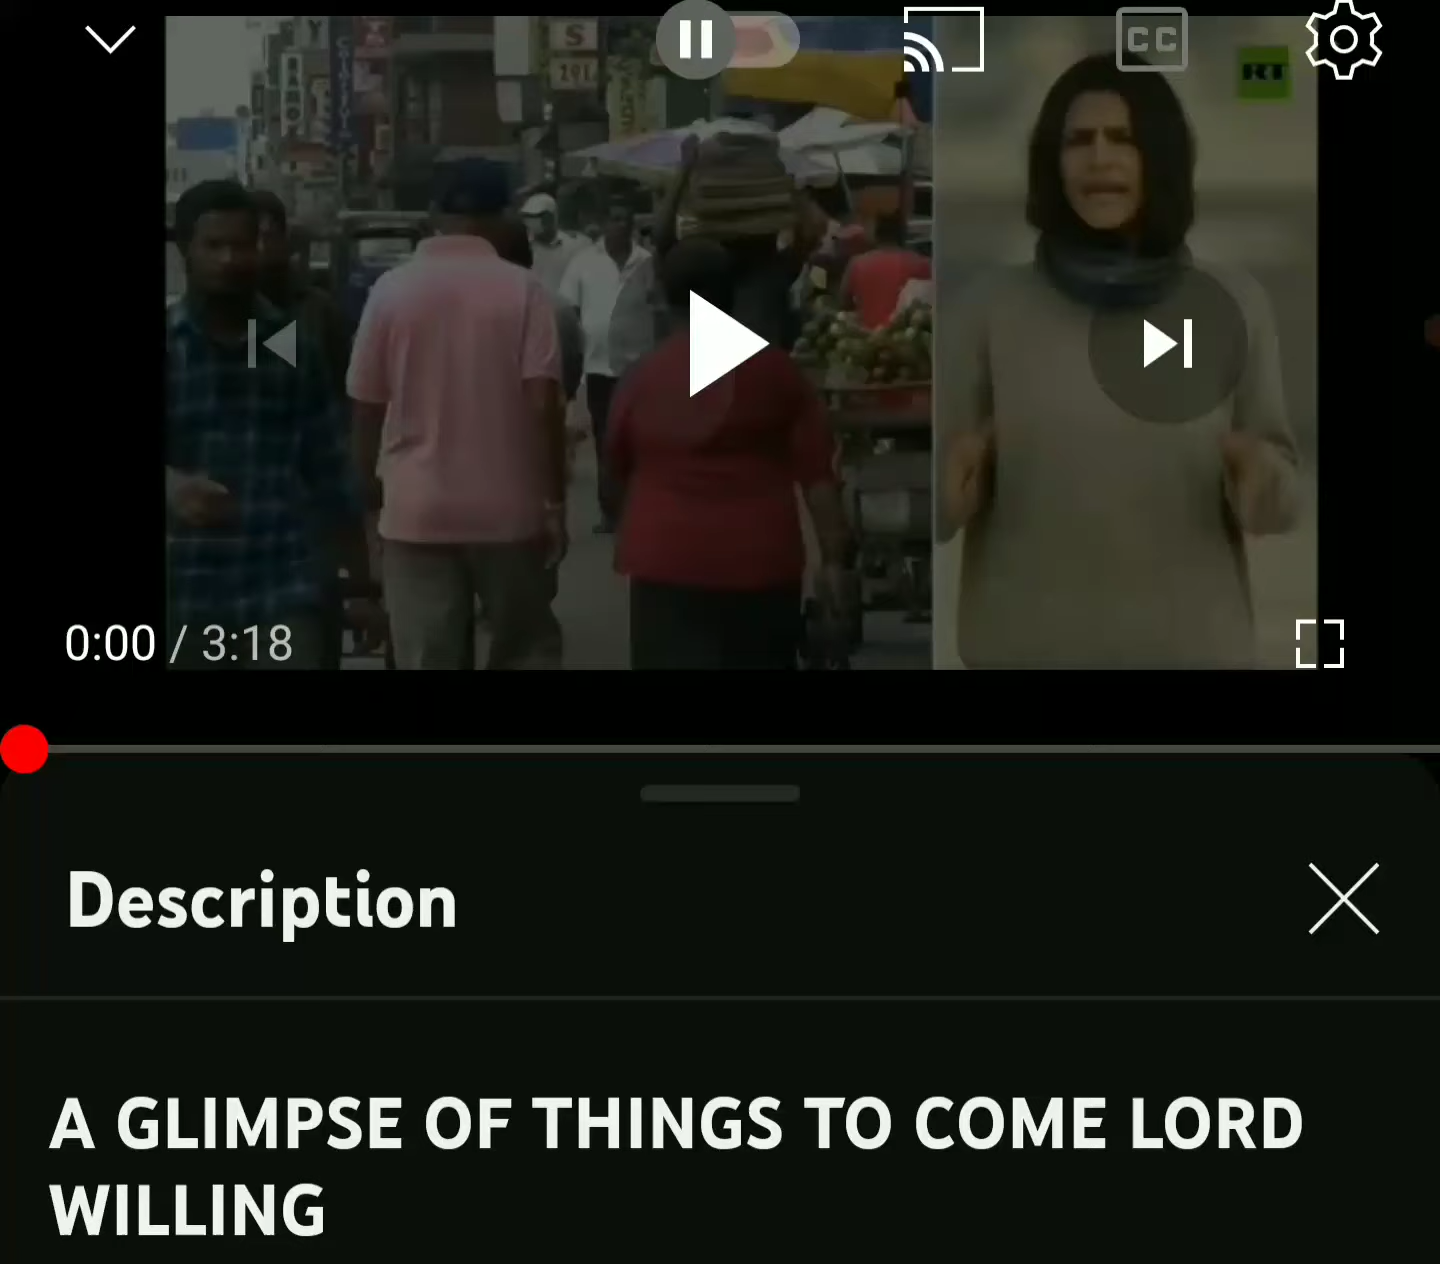 CC
RT
0:00 / 3:18
Description
A GLIMPSE OF THINGS TO COME LORD
WILLING